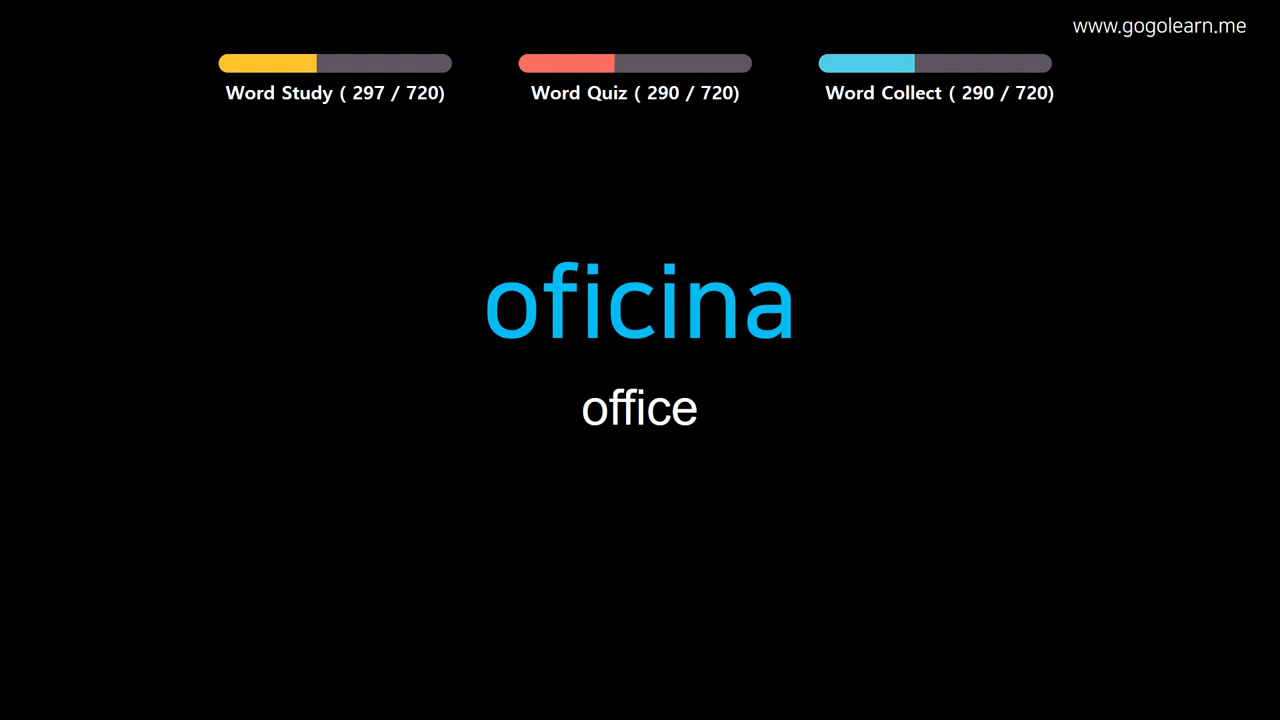 www.gogolearn.me
Word Study ( 297 / 720)
Word Quiz ( 290 / 720)
Word Collect ( 290 / 720)
oficina
office